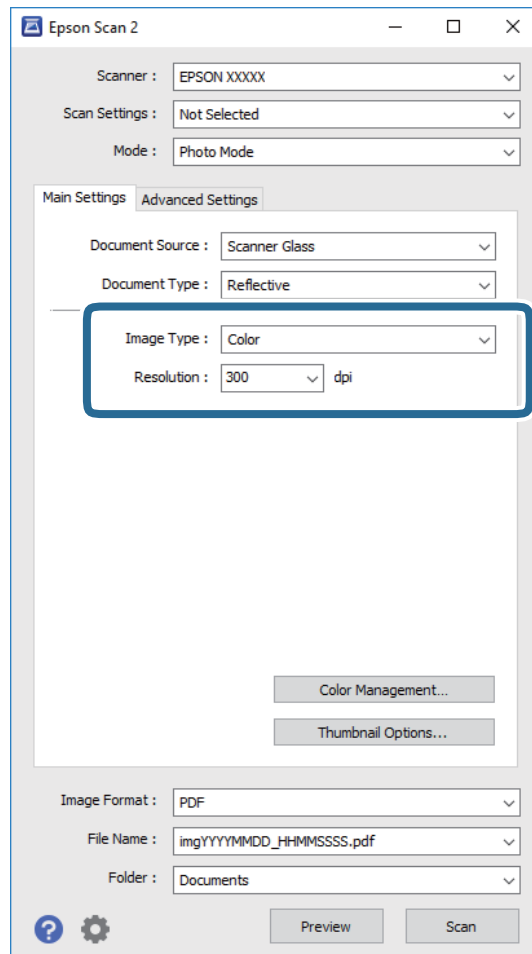 Epson Scan 2
Scanner : EPSON XXXXX
Scan Settings : Not Selected
Mode : Photo Mode
Main Settings Advanced Settings
Document Source : Scanner Glass
Document Type : Reflective
Image Type : Color
Resolution : 300 dpi
Color Management...
Thumbnail Options...
Image Format : PDF
File Name : imgYYYYMMDD_HHMMSSSS.pdf
Folder : Documents
? Preview Scan